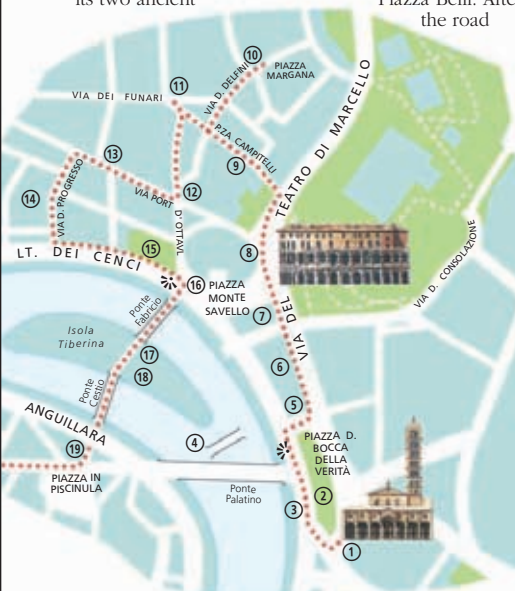 its two ancient
Piazza Belli. Afte
the road
10
PIAZZA
MARGANA
11
VIA D. DELFINI
VIA DEI FUNARI
P.ZA CAMPITELLI
TEATRO DI MARCELLO
9
13
VIA D. PROGRESSO
14
VIA PORT
12
D'OTTAVI.
15
8
LT. DEI CENCI
16
PIAZZA
MONTE
SAVELLO
VIA D. CONSOLAZIONE
Ponte
Fabricio
7
VIA DEL
Isola
Tiberina
17
6
18
Ponte
Cestio
5
ANGUILLARA
4
PIAZZA D.
BOCCA
DELLA
VERITÀ
19
PIAZZA IN
PISCINULA
Ponte
Palatino
2
3
1